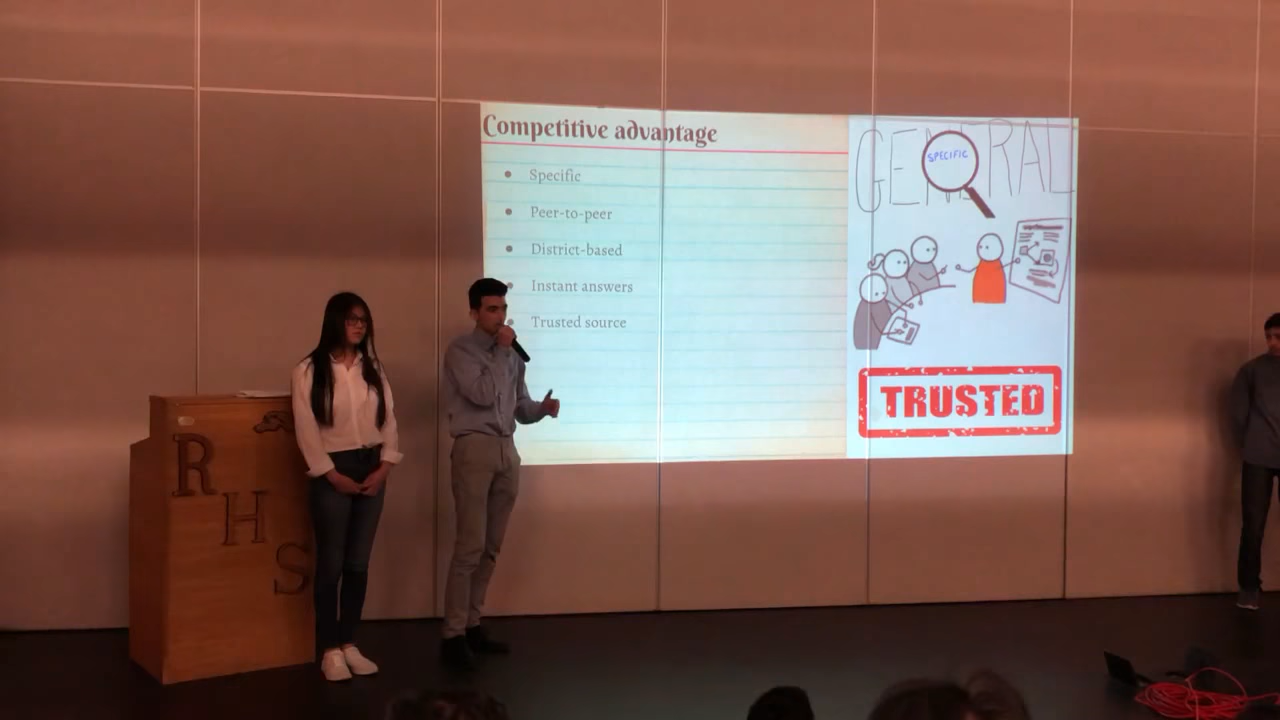 Competitive advantage
Specific
Peer-to-peer
District-based
Instant answers
Trusted source
GENERAL
SPECIFIC
TRUSTED
R
H
S